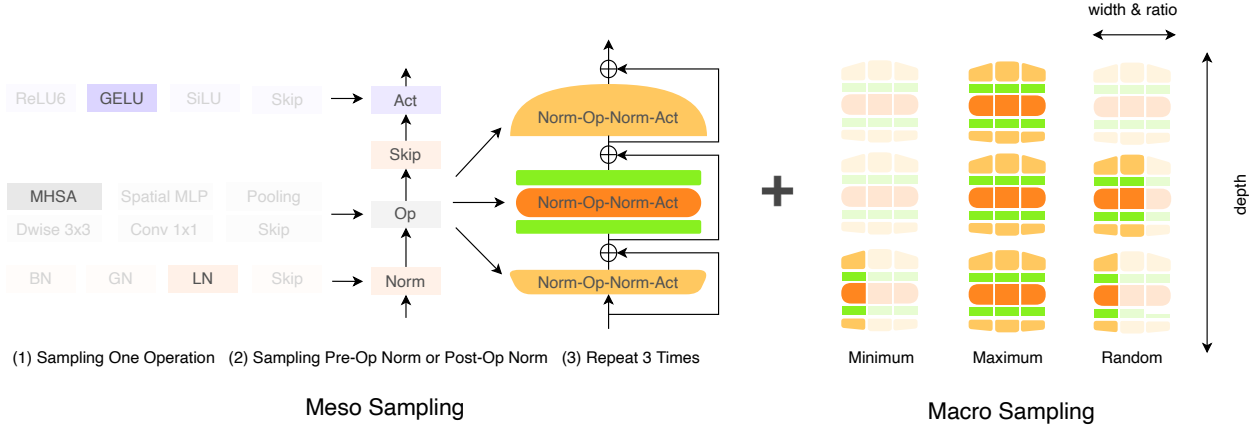 width & ratio
ReLU6 GELU SiLU Skip
Act
Norm-Op-Norm-Act
Skip
MHSA Spatial MLP Pooling
Norm-Op-Norm-Act
Op
Dwise 3x3 Conv 1x1 Skip
depth
BN GN LN Skip
Norm
Norm-Op-Norm-Act
(1) Sampling One Operation (2) Sampling Pre-Op Norm or Post-Op Norm (3) Repeat 3 Times
Minimum Maximum Random
Meso Sampling
Macro Sampling